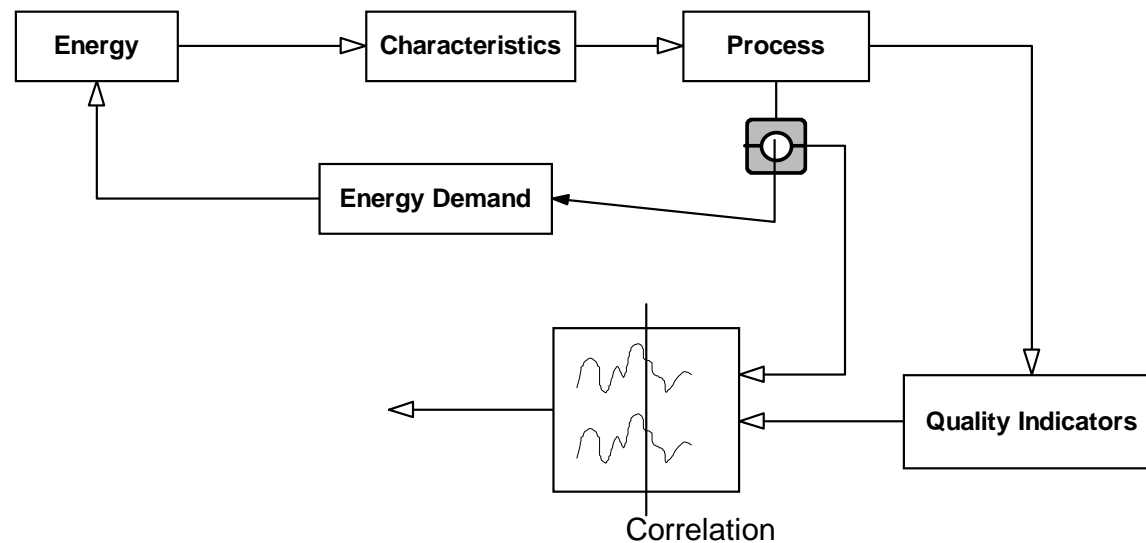 Energy
Characteristics
Process
Energy Demand
Quality Indicators
Correlation